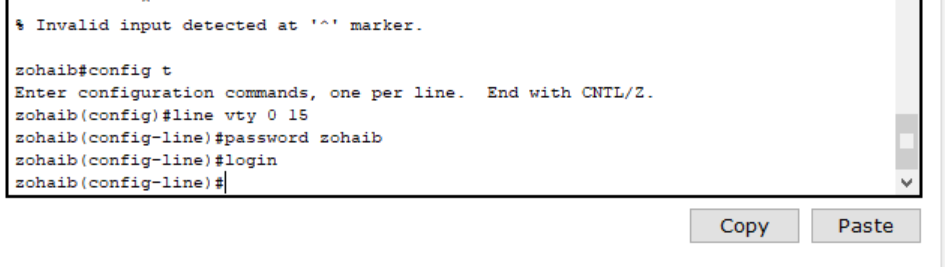 % Invalid input detected at '^' marker.
zohaib#config t
Enter configuration commands, one per line.  End with CNTL/Z.
zohaib(config)#line vty 0 15
zohaib(config-line)#password zohaib
zohaib(config-line)#login
zohaib(config-line)#
Copy Paste